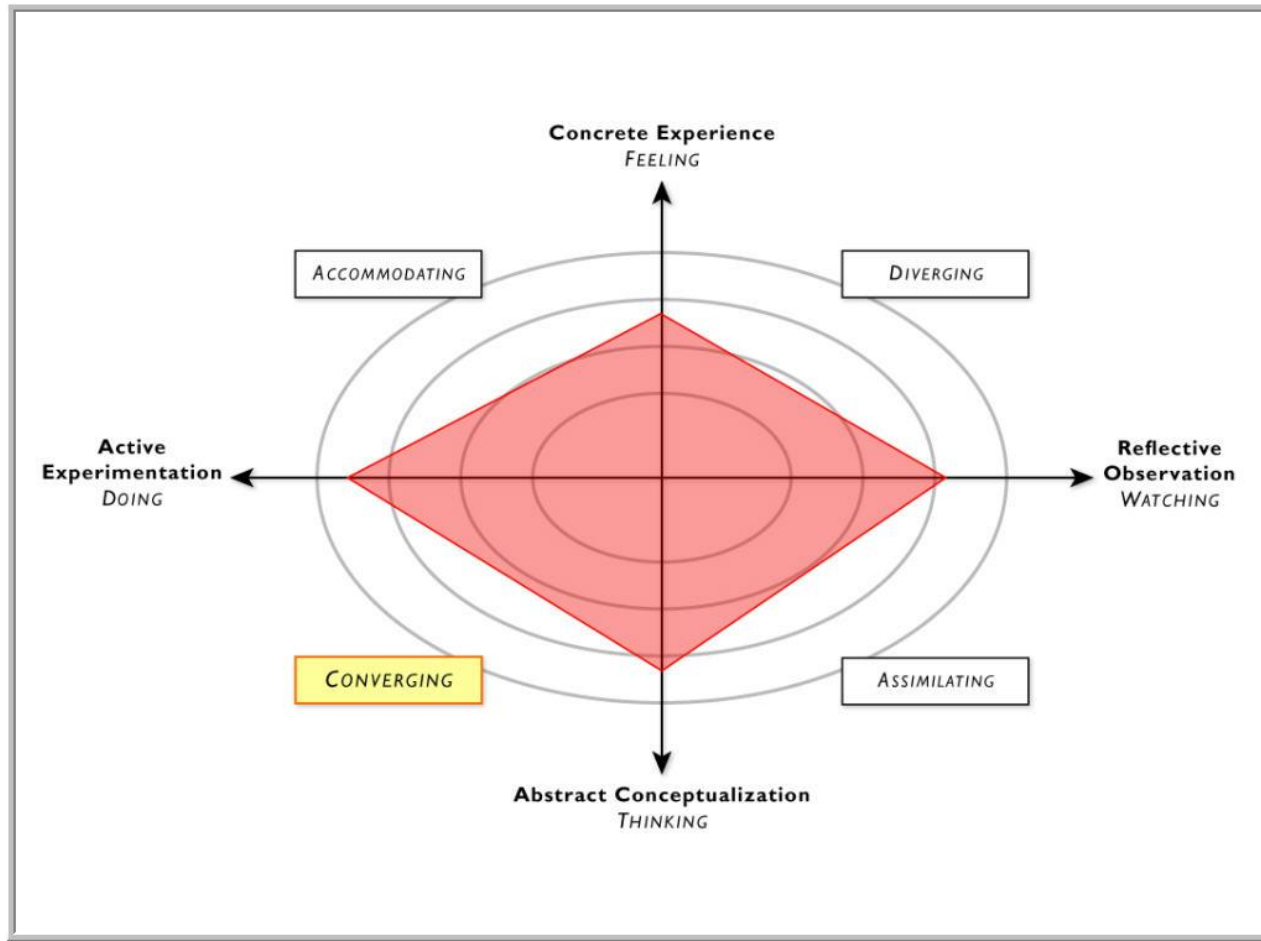 Concrete Experience
FEELING
ACCOMMODATING
DIVERGING
Active
Experimentation
DOING
Reflective
Observation
WATCHING
CONVERGING
ASSIMILATING
Abstract Conceptualization
THINKING